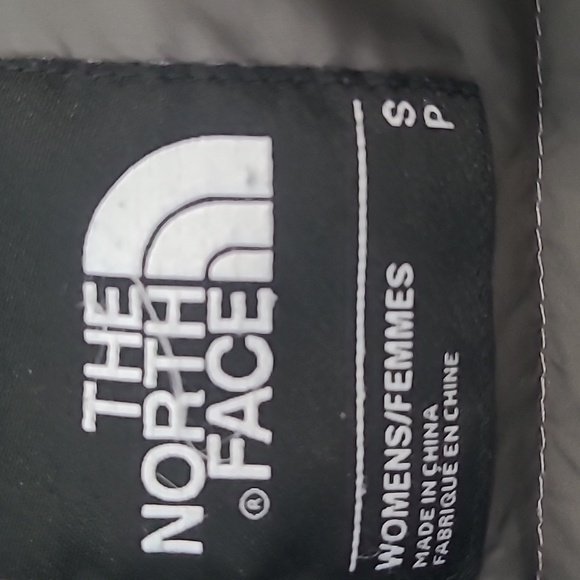 THE
NORTH
FACE
®
WOMENS/FEMMES S
MADE IN CHINA P
FABRIQUÉ EN CHINE